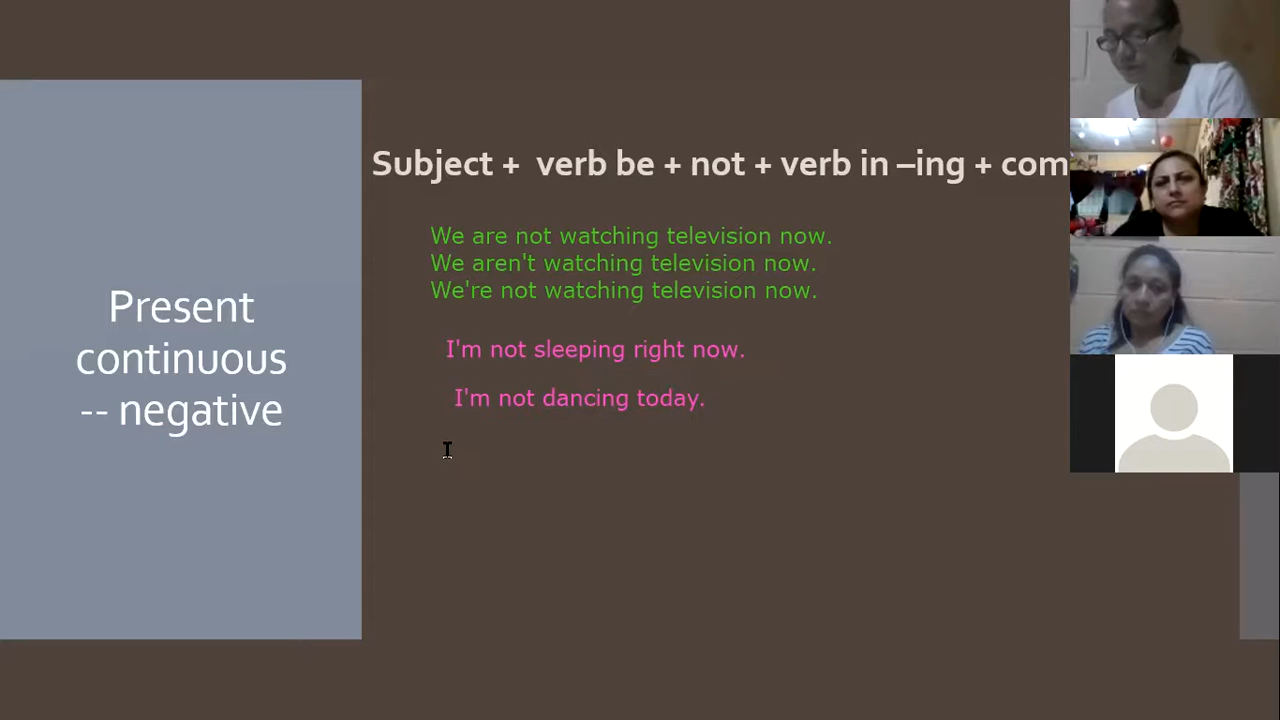 Subject + verb be + not + verb in –ing + com
We are not watching television now.
We aren't watching television now.
We're not watching television now.
Present
continuous
-- negative
I'm not sleeping right now.
I'm not dancing today.